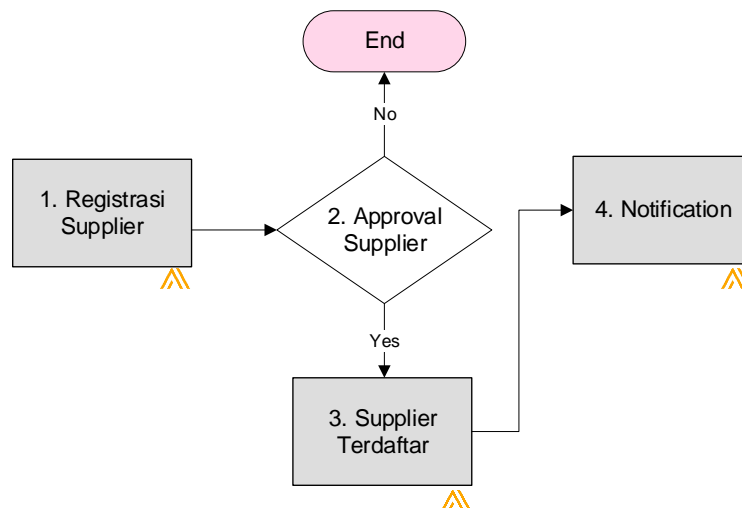 End
No
1. Registrasi
Supplier
2. Approval
Supplier
4. Notification
Yes
3. Supplier
Terdaftar